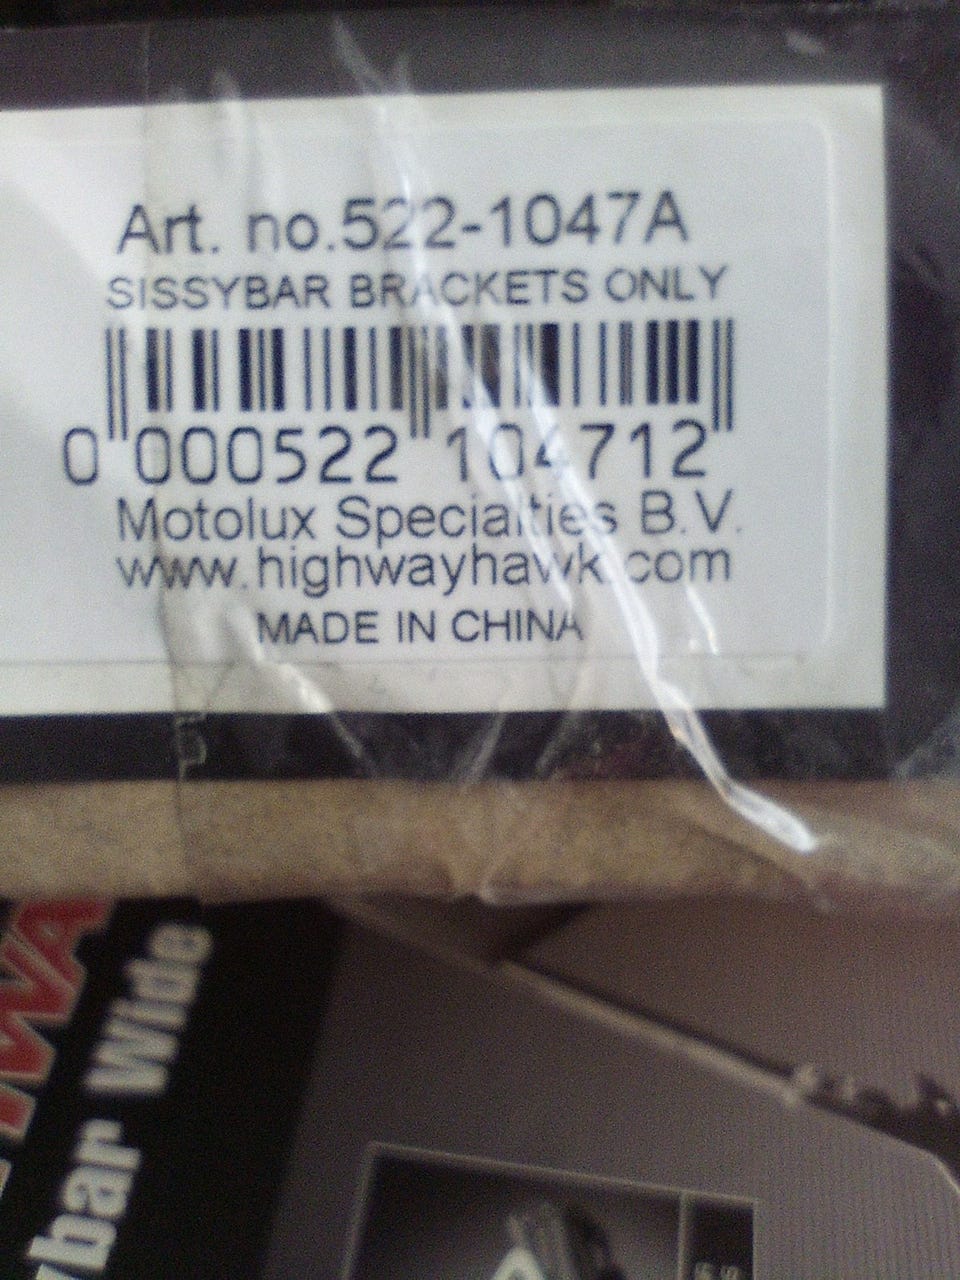 Art. no.522-1047A
SISSYBAR BRACKETS ONLY
0 000522 104712
Motolux Specialties B.V.
www.highwayhawk.com
MADE IN CHINA
Wide